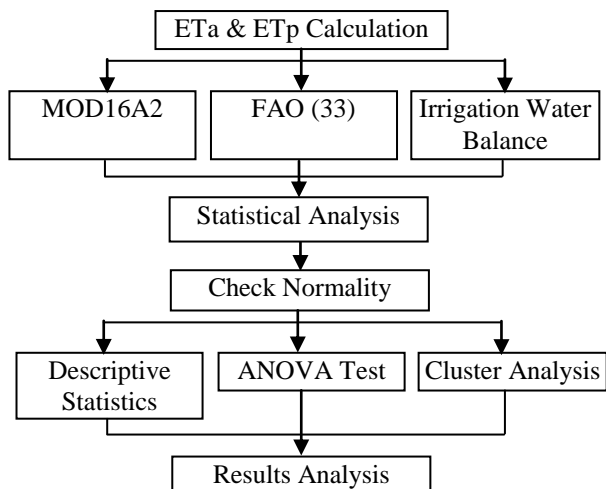 ETa & ETp Calculation
MOD16A2
FAO (33)
Irrigation Water
Balance
Statistical Analysis
Check Normality
Descriptive
Statistics
ANOVA Test
Cluster Analysis
Results Analysis